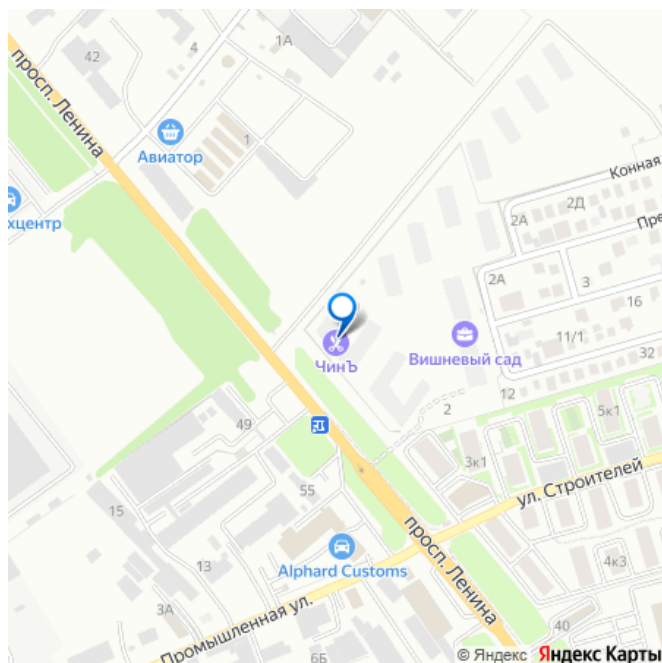 1А
4
42
просп. Ленина
Авиатор
1
хцентр
Конная
2Д
2А
Пре
2А
3
16
11/1
ЧинЪ
Вишневый сад
32
12
2
49
5к1
3к1
ул. Строителей
55
15
просп. Ленина
13
Alphard Customs
4к3
3А
Промышленная ул.
40
6Б
© Яндекс Яндекс Карты